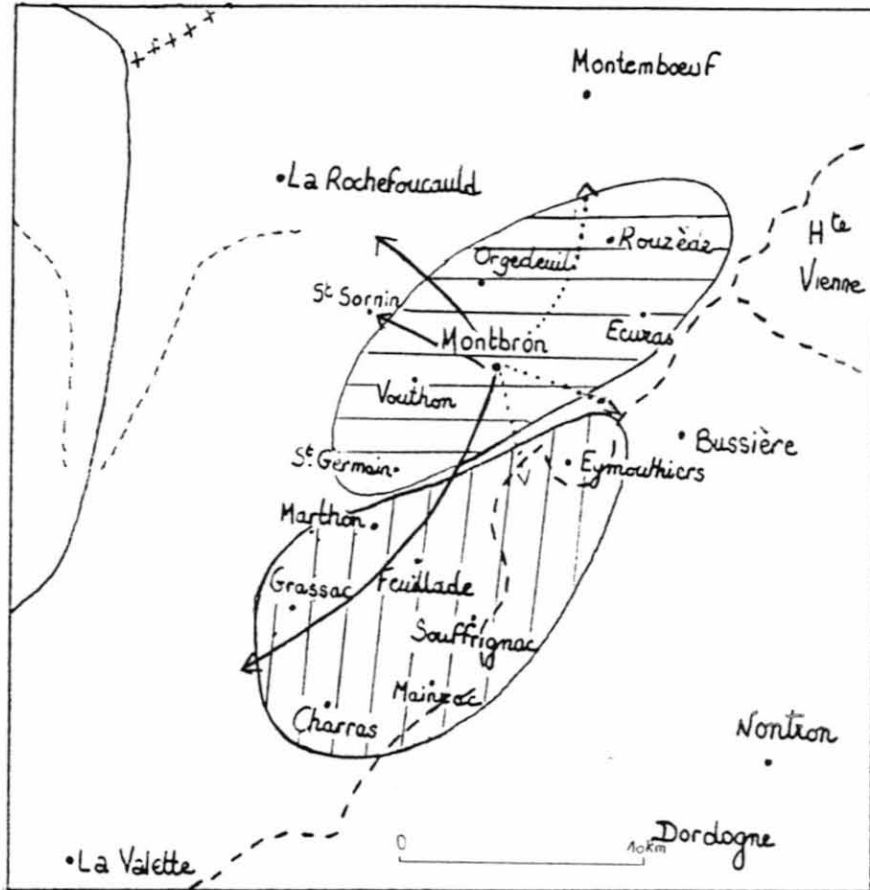 Montembœuf
La Rochefoucauld
Rouzède
Hte
Vienne
Orgedeuil
St Sornin
Ecuras
Montbron
Vouthon
Bussière
St Germain
Eymouthiers
Marthon
Feuillade
Grassac
Souffrignac
Mainzac
Charras
Nontron
0
10km
Dordogne
La Valette